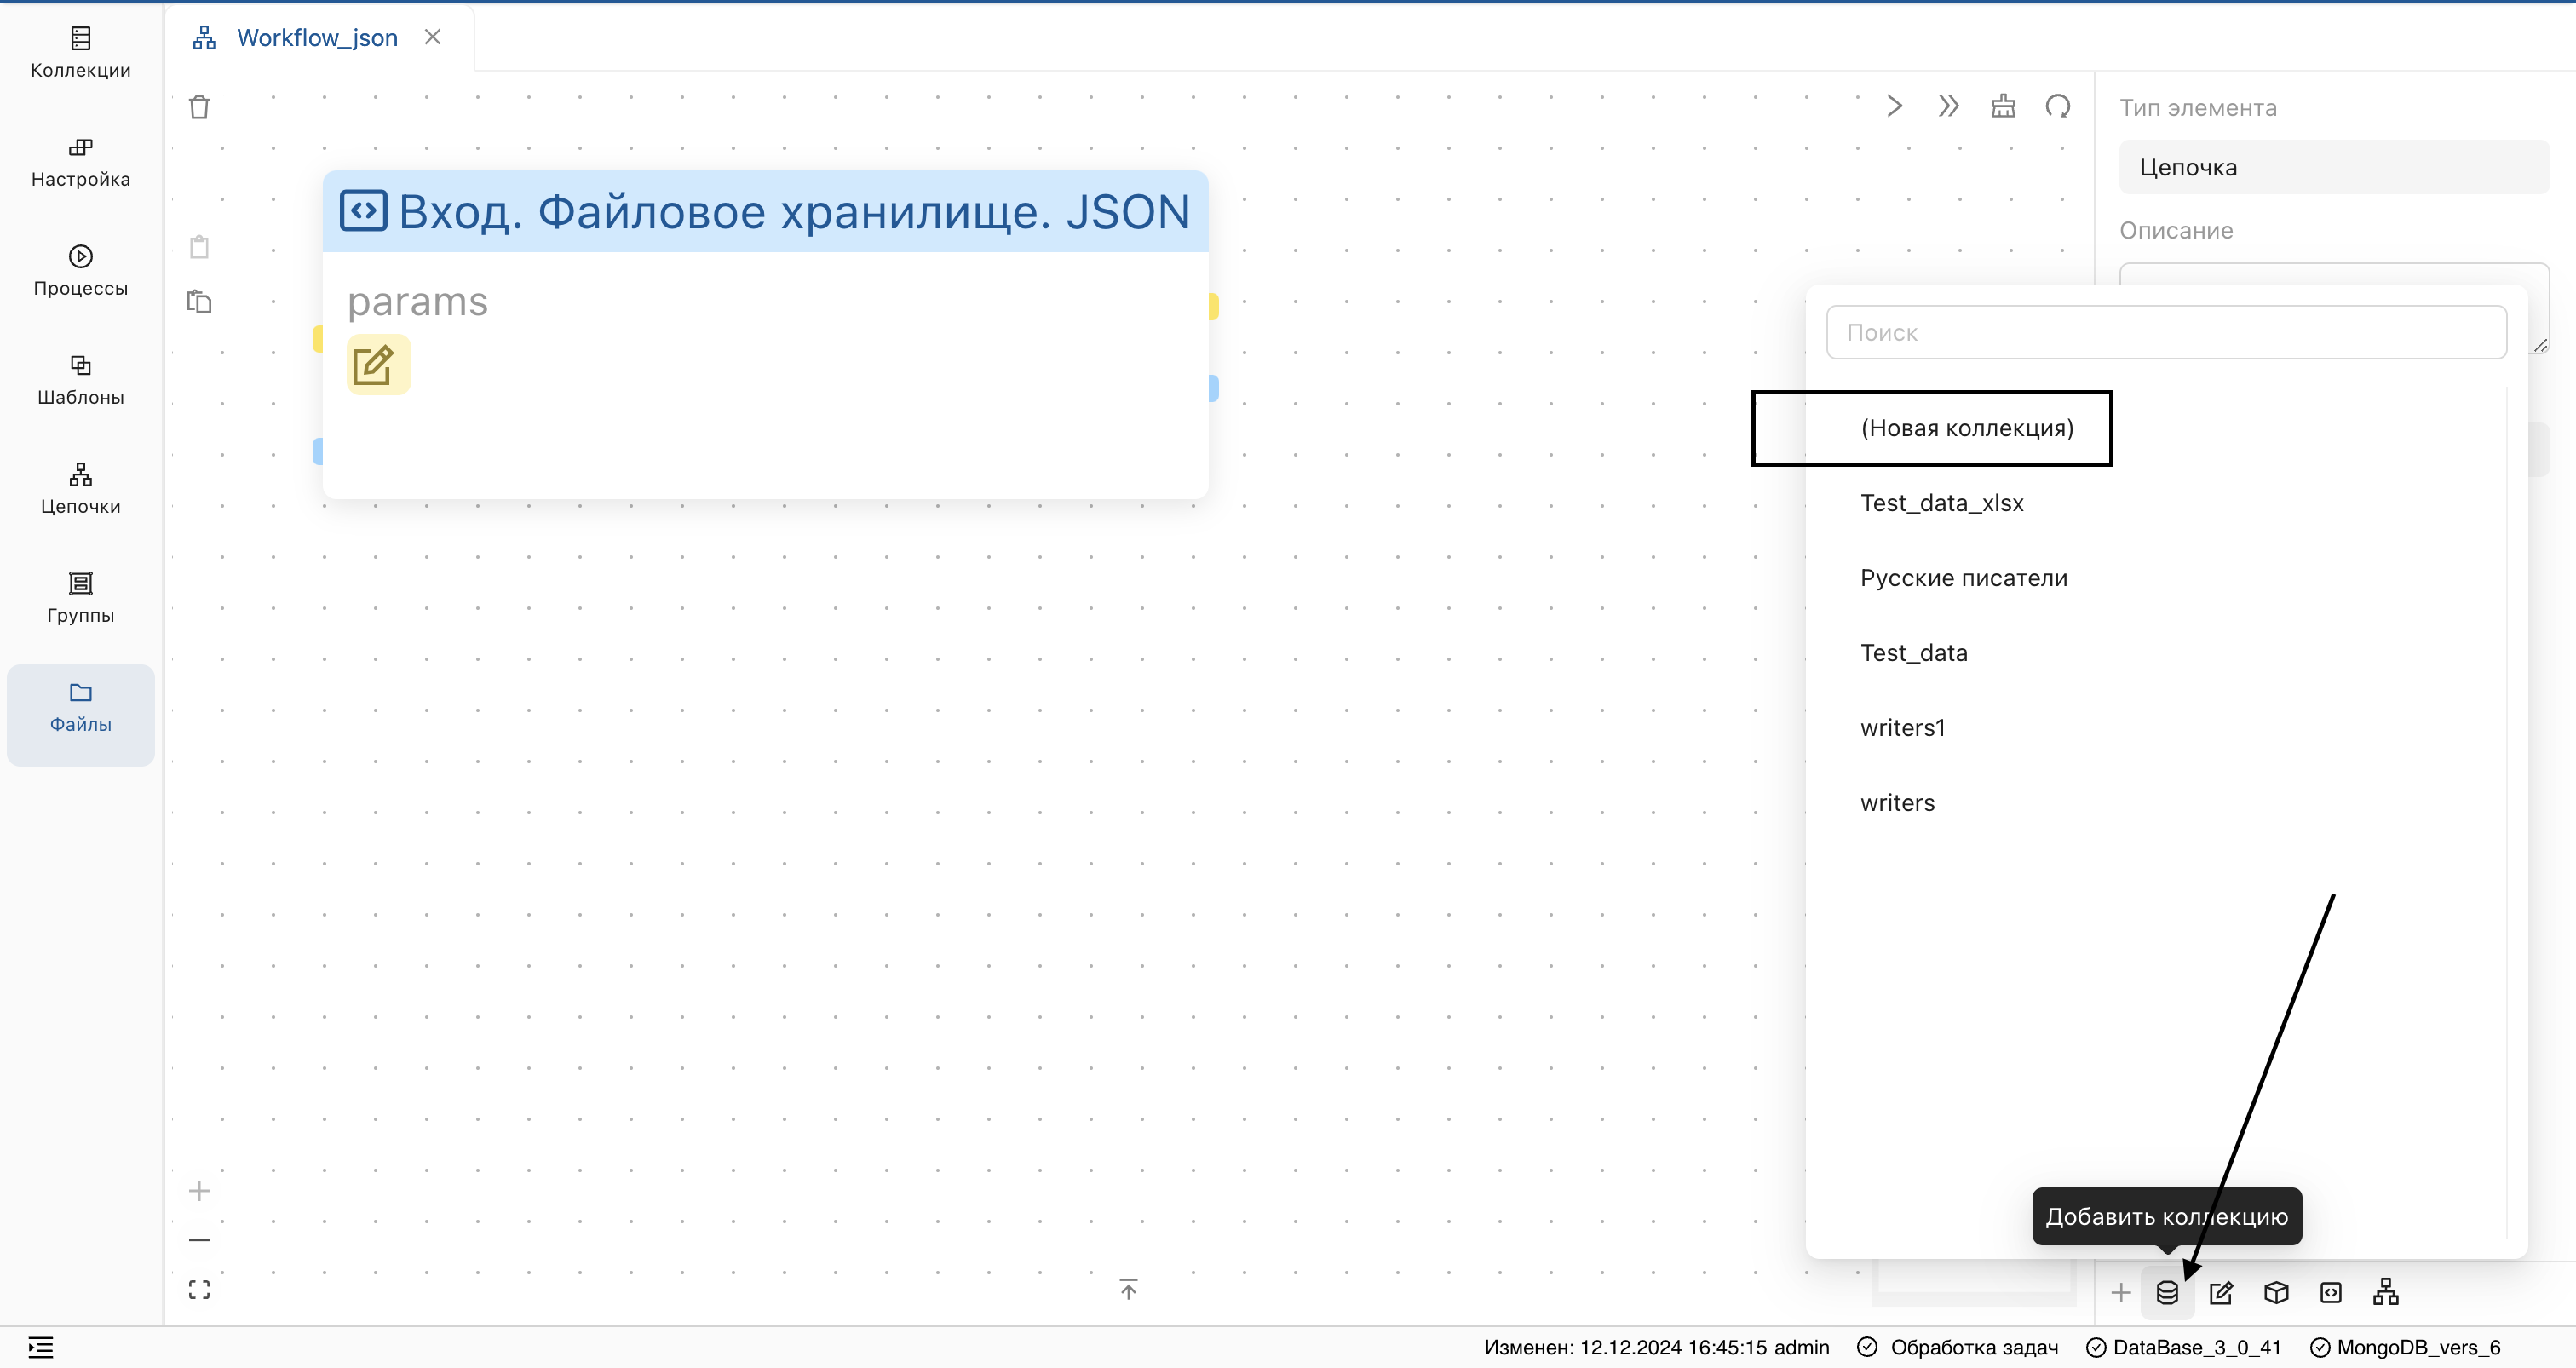 Workflow_json
Коллекции
Настройка
Процессы
Шаблоны
Цепочки
Группы
Файлы
Вход. Файловое хранилище. JSON
params
Тип элемента
Цепочка
Описание
Поиск
(Новая коллекция)
Test_data_xlsx
Русские писатели
Test_data
writers1
writers
Добавить коллекцию
Изменен: 12.12.2024 16:45:15 admin Обработка задач DataBase_3_0_41 MongoDB_vers_6